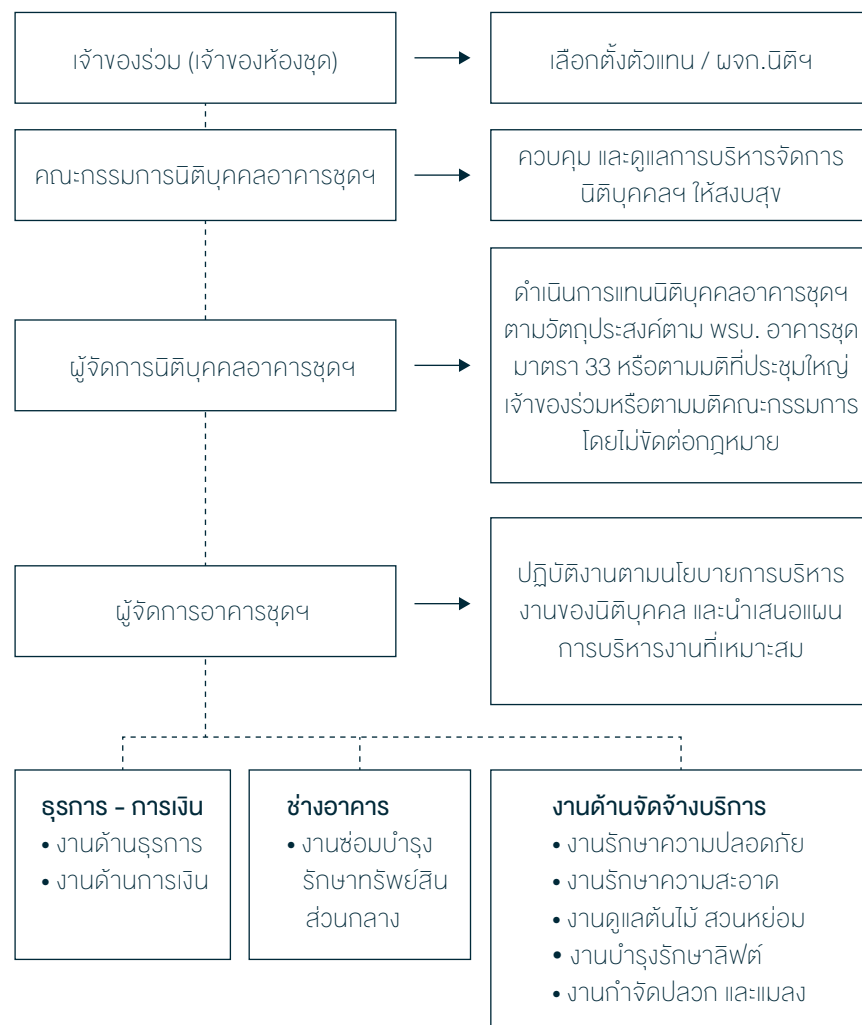 เจ้าของร่วม (เจ้าของห้องชุด)
เลือกตั้งตัวแทน / ผจก.นิติฯ
คณะกรรมการนิติบุคคลอาคารชุดฯ
ควบคุม และดูแลการบริหารจัดการ
นิติบุคคลฯ ให้สงบสุข
ผู้จัดการนิติบุคคลอาคารชุดฯ
ดำเนินการแทนนิติบุคคลอาคารชุดฯ
ตามวัตถุประสงค์ตาม พรบ. อาคารชุด
มาตรา 33 หรือตามมติที่ประชุมใหญ่
เจ้าของร่วมหรือตามมติคณะกรรมการ
โดยไม่ขัดต่อกฎหมาย
ผู้จัดการอาคารชุดฯ
ปฏิบัติงานตามนโยบายการบริหาร
งานของนิติบุคคล และนำเสนอแผน
การบริหารงานที่เหมาะสม
ธุรการ - การเงิน
• งานด้านธุรการ
• งานด้านการเงิน
ช่างอาคาร
• งานซ่อมบำรุง
รักษาทรัพย์สิน
ส่วนกลาง
งานด้านจัดจ้างบริการ
• งานรักษาความปลอดภัย
• งานรักษาความสะอาด
• งานดูแลต้นไม้ สวนหย่อม
• งานบำรุงรักษาลิฟต์
• งานกำจัดปลวก และแมลง